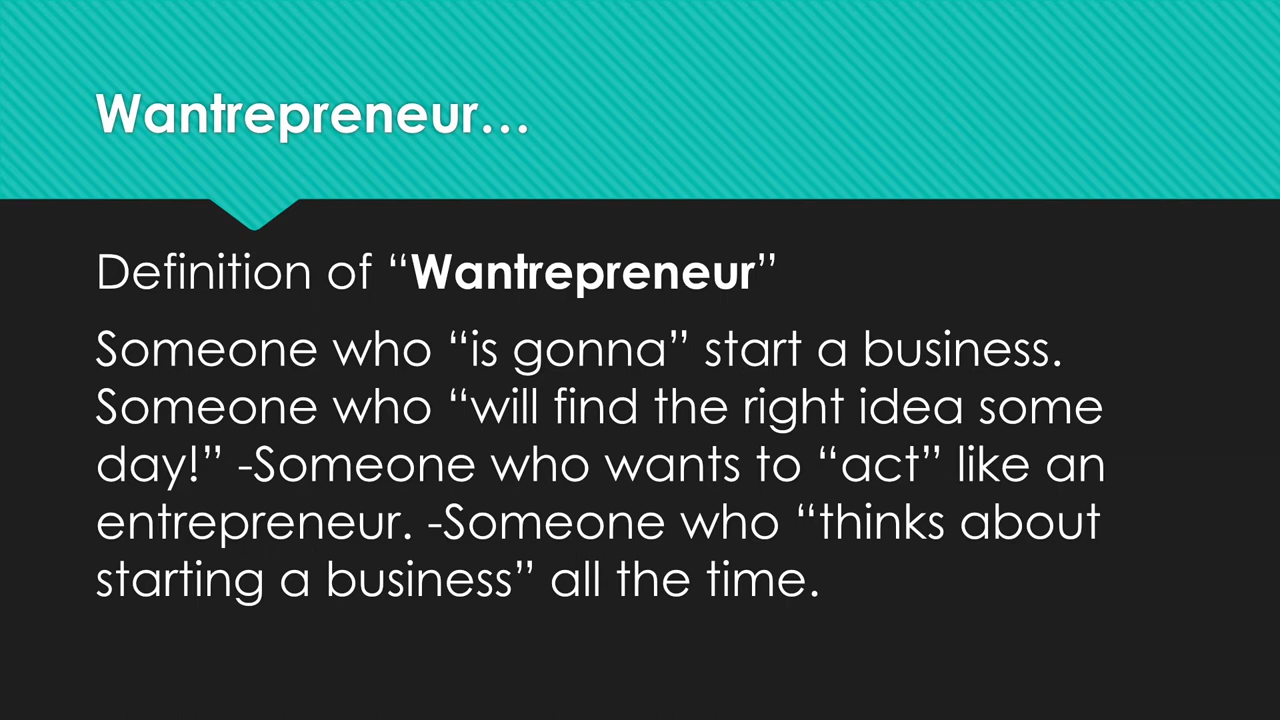 Wantrepreneur…
Definition of “Wantrepreneur”
Someone who “is gonna” start a business.
Someone who “will find the right idea some
day!” -Someone who wants to “act” like an
entrepreneur. -Someone who “thinks about
starting a business” all the time.